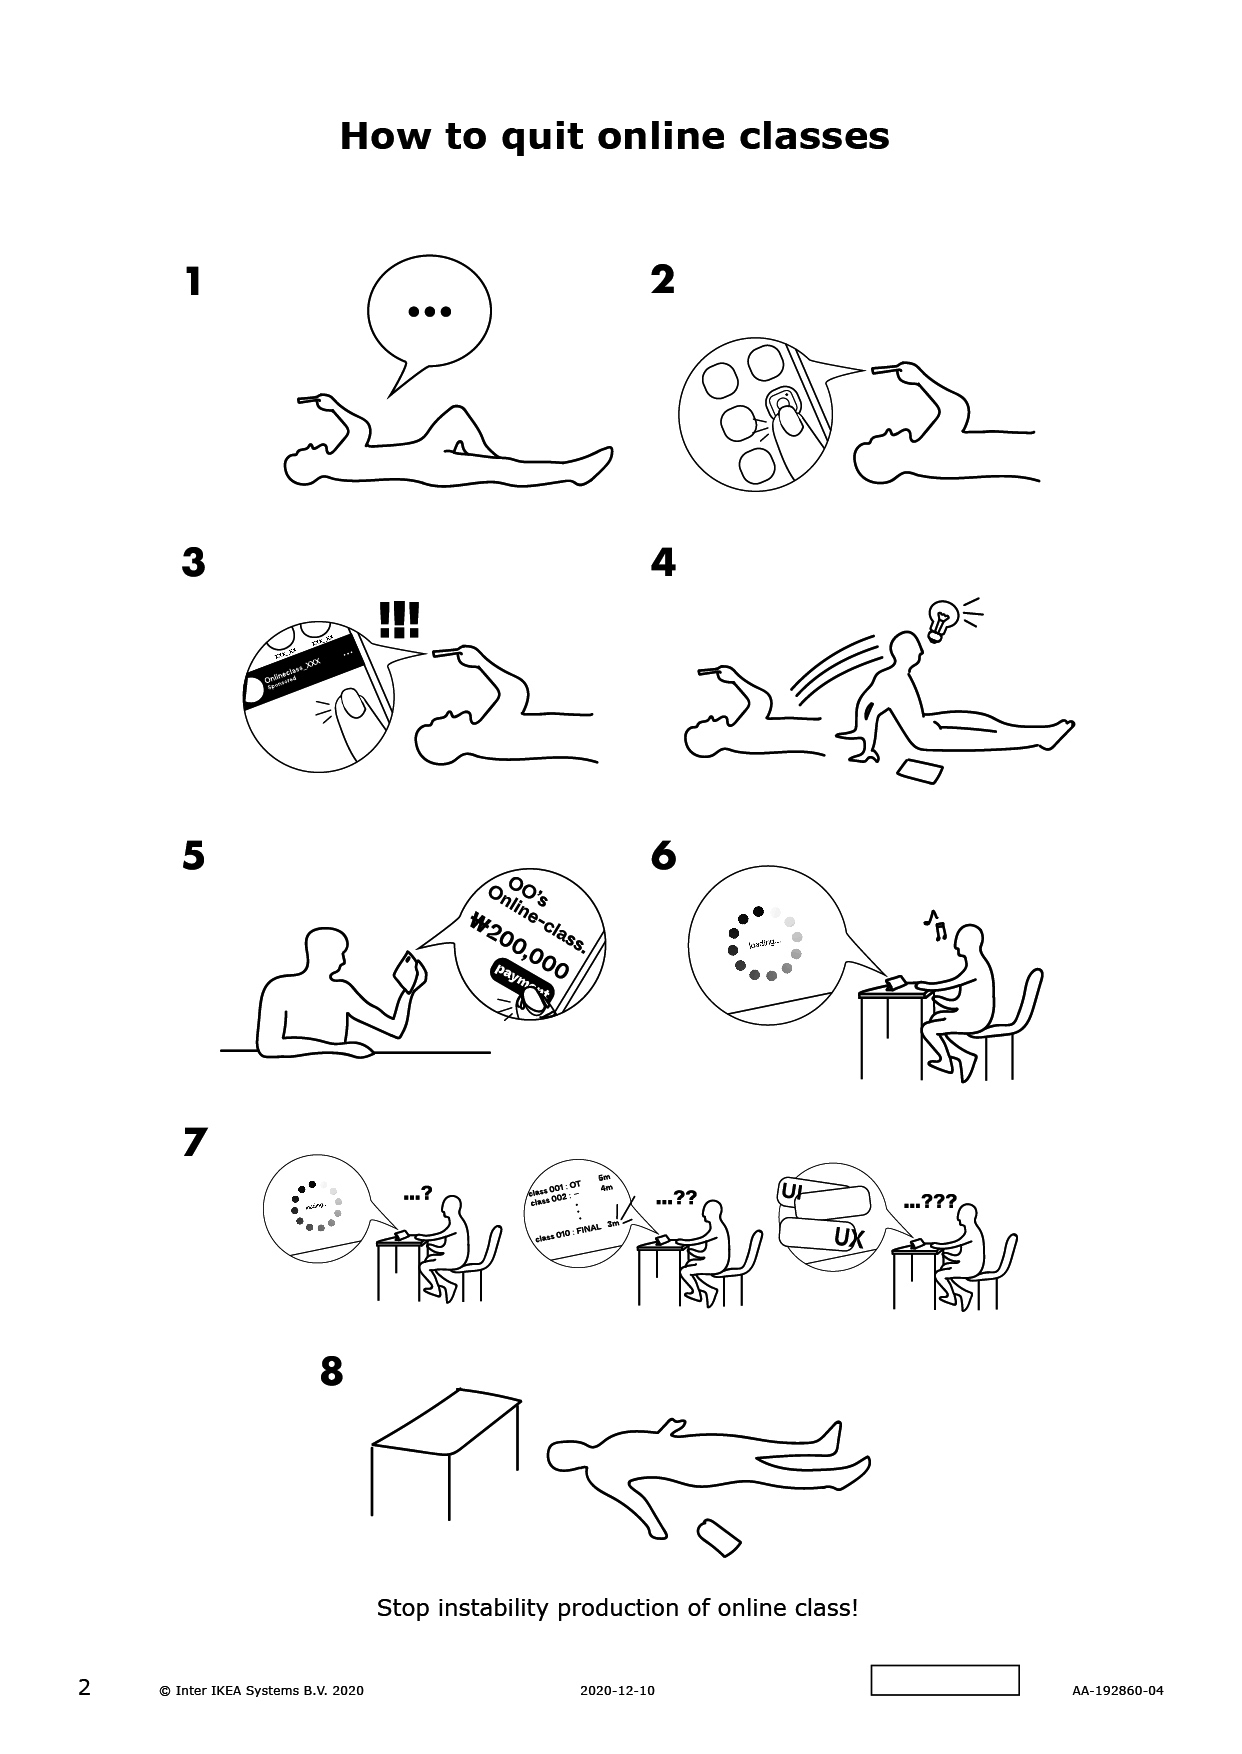 How to quit online classes
1
...
2
3
!!!
XYX_XX
XYX_XX
Onlineclass_XXX
Sponsored
...
4
5
OO's
Online-class.
₩200,000
payment
6
loading...
7
...?
class 001 : OT 5m
class 002 : – 4m
class 010 : FINAL 3m
...??
UI
UX
...???
8
Stop instability production of online class!
2
© Inter IKEA Systems B.V. 2020
2020-12-10
AA-192860-04